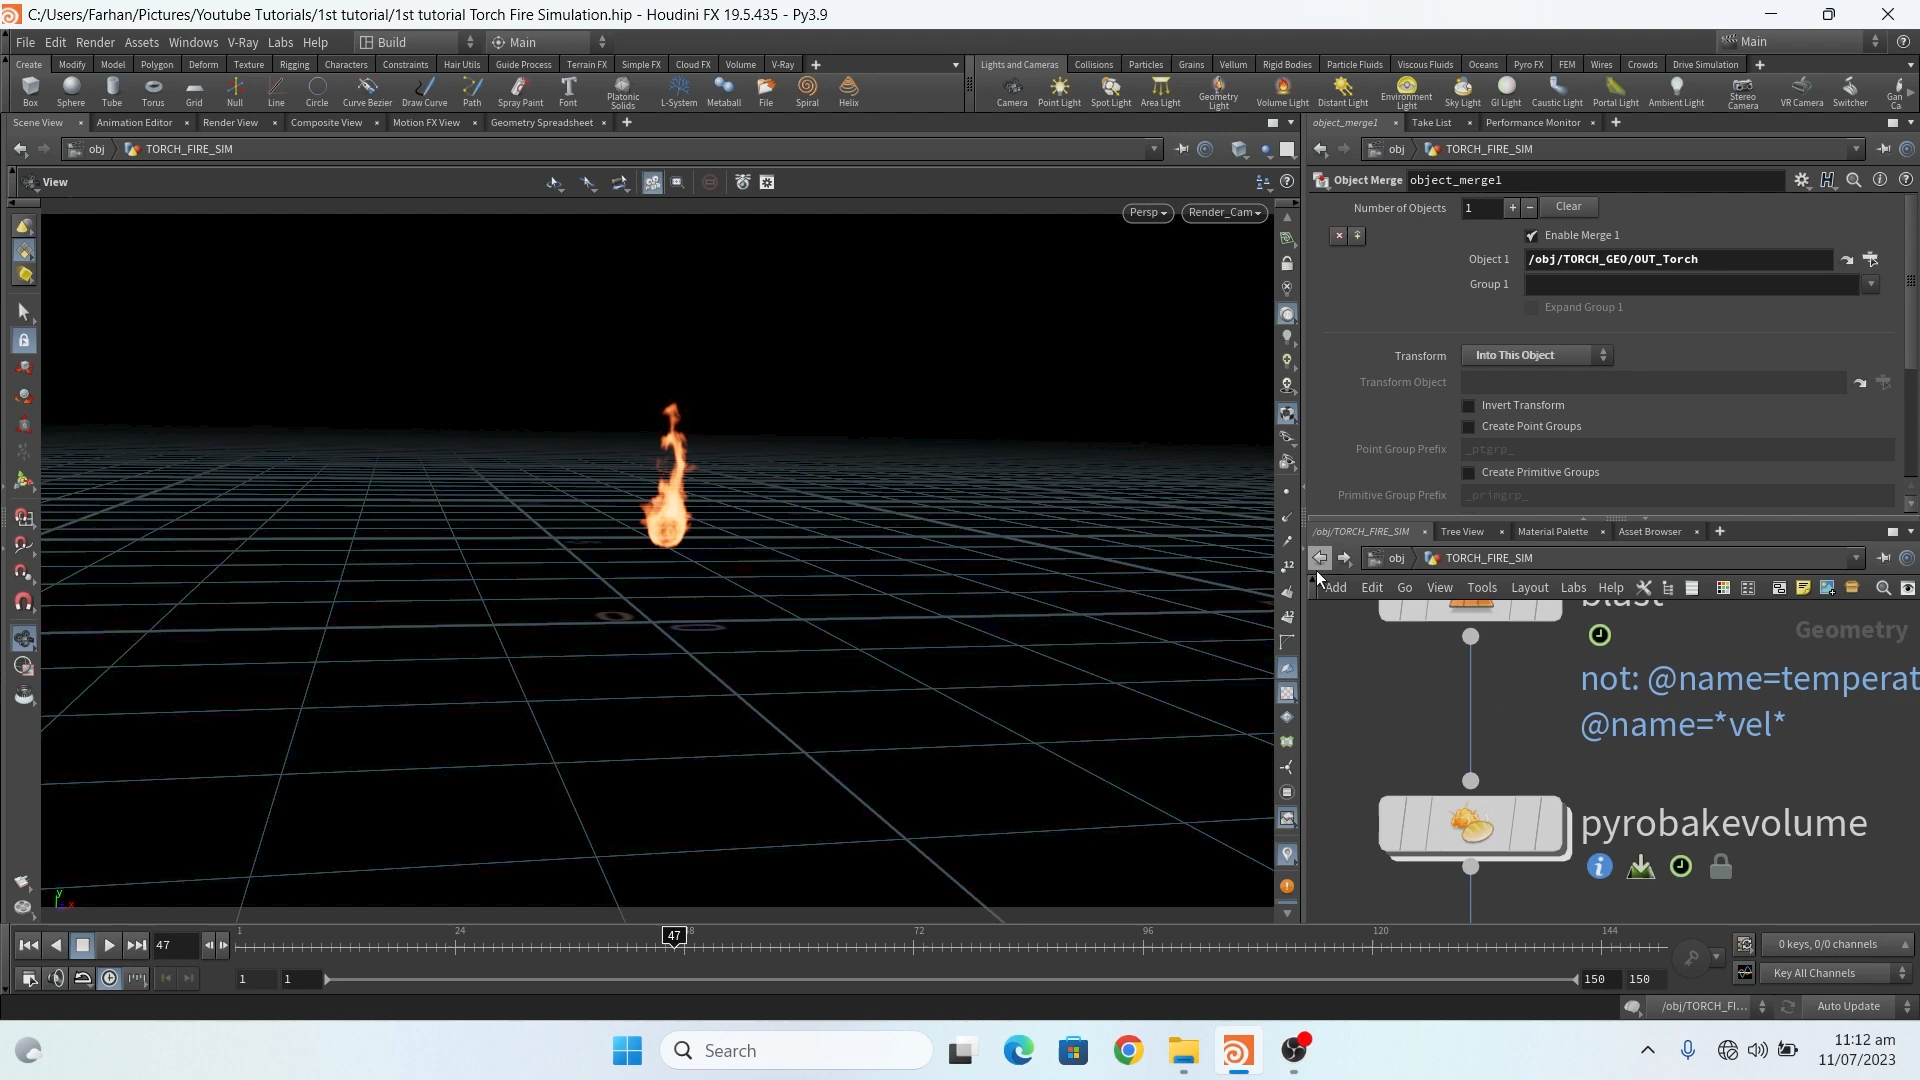 C:/Users/Farhan/Pictures/Youtube Tutorials/1st tutorial/1st tutorial Torch Fire Simulation.hip - Houdini FX 19.5.435 - Py3.9
File Edit Render Assets Windows V-Ray Labs Help Build Main Main
Create Modify Model Polygon Deform Texture Rigging Characters Constraints Hair Utils Guide Process Terrain FX Simple FX Cloud FX Volume V-Ray
Lights and Cameras Collisions Particles Grains Vellum Rigid Bodies Particle Fluids Viscous Fluids Oceans Pyro FX FEM Wires Crowds Drive Simulation
Box Sphere Tube Torus Grid Null Line Circle Curve Bezier Draw Curve Path Spray Paint Font Platonic Solids L-System Metaball File Spiral Helix
Camera Point Light Spot Light Area Light Geometry Light Volume Light Distant Light Environment Light Sky Light GI Light Caustic Light Portal Light Ambient Light Stereo Camera VR Camera Switcher Gan Ca
Scene View Animation Editor Render View Composite View Motion FX View Geometry Spreadsheet
object_merge1 Take List Performance Monitor
obj TORCH_FIRE_SIM
obj TORCH_FIRE_SIM
View
Object Merge object_merge1
Persp Render_Cam
Number of Objects 1 Clear
Enable Merge 1
Object 1 /obj/TORCH_GEO/OUT_Torch
Group 1
Expand Group 1
Transform Into This Object
Transform Object
Invert Transform
Create Point Groups
Point Group Prefix _ptgrp_
Create Primitive Groups
Primitive Group Prefix _primgrp_
/obj/TORCH_FIRE_SIM Tree View Material Palette Asset Browser
obj TORCH_FIRE_SIM
Add Edit Go View Tools Layout Labs Help
blast
Geometry
not: @name=temperat
@name=*vel*
pyrobakevolume
y
x
47 1 24 47 48 72 96 120 144
0 keys, 0/0 channels
1 1 150 150
Key All Channels
/obj/TORCH_FI... Auto Update
Search
11:12 am
11/07/2023